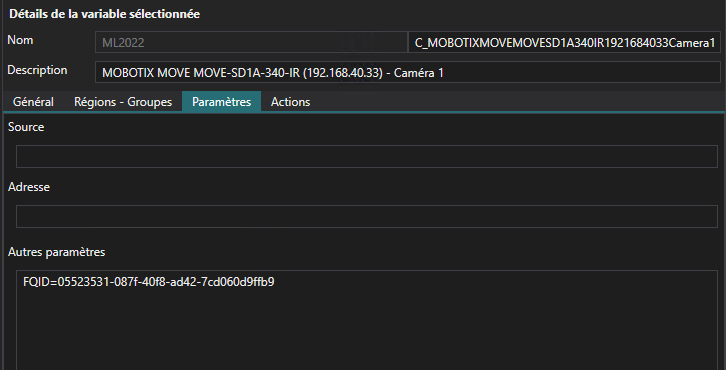 Détails de la variable sélectionnée
Nom ML2022 C_MOBOTIXMOVEMOVESD1A340IR1921684033Camera1
Description MOBOTIX MOVE MOVE-SD1A-340-IR (192.168.40.33) - Caméra 1
Général Régions - Groupes Paramètres Actions
Source
Adresse
Autres paramètres
FQID=05523531-087f-40f8-ad42-7cd060d9ffb9